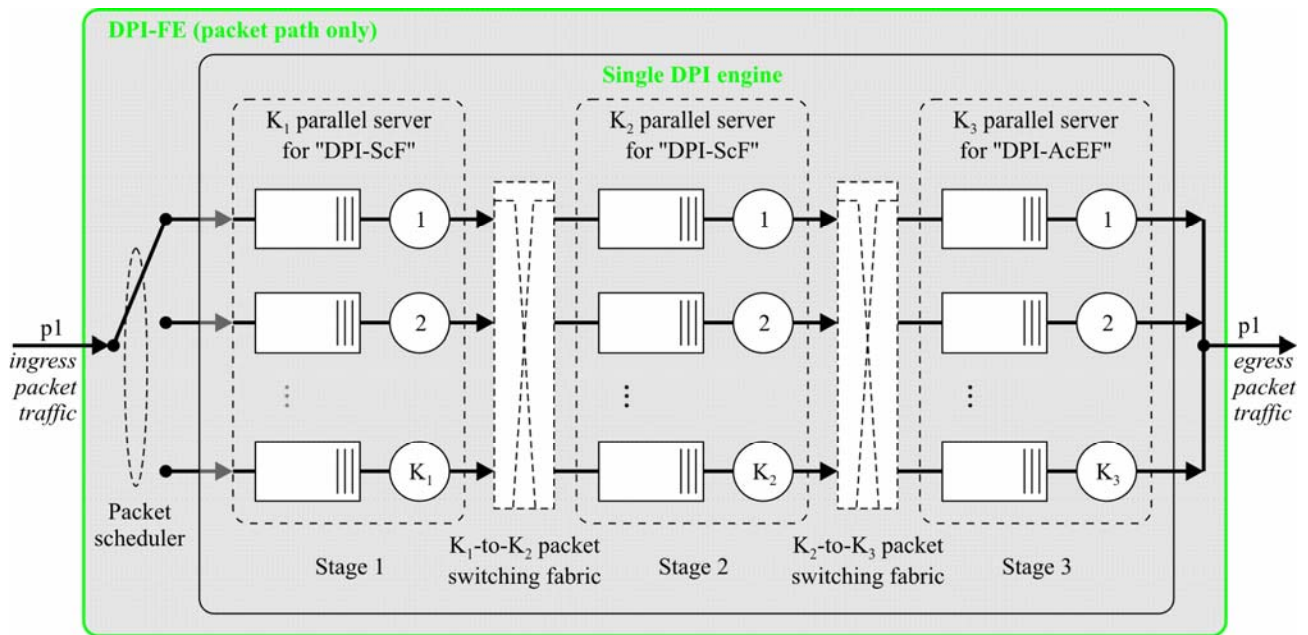 DPI-FE (packet path only)
Single DPI engine
K₁ parallel server
for "DPI-ScF"
K₂ parallel server
for "DPI-ScF"
K₃ parallel server
for "DPI-AcEF"
1
1
1
2
2
2
p1
ingress
packet
traffic
p1
egress
packet
traffic
K₁
K₂
K₃
Packet
scheduler
Stage 1
K₁-to-K₂ packet
switching fabric
Stage 2
K₂-to-K₃ packet
switching fabric
Stage 3